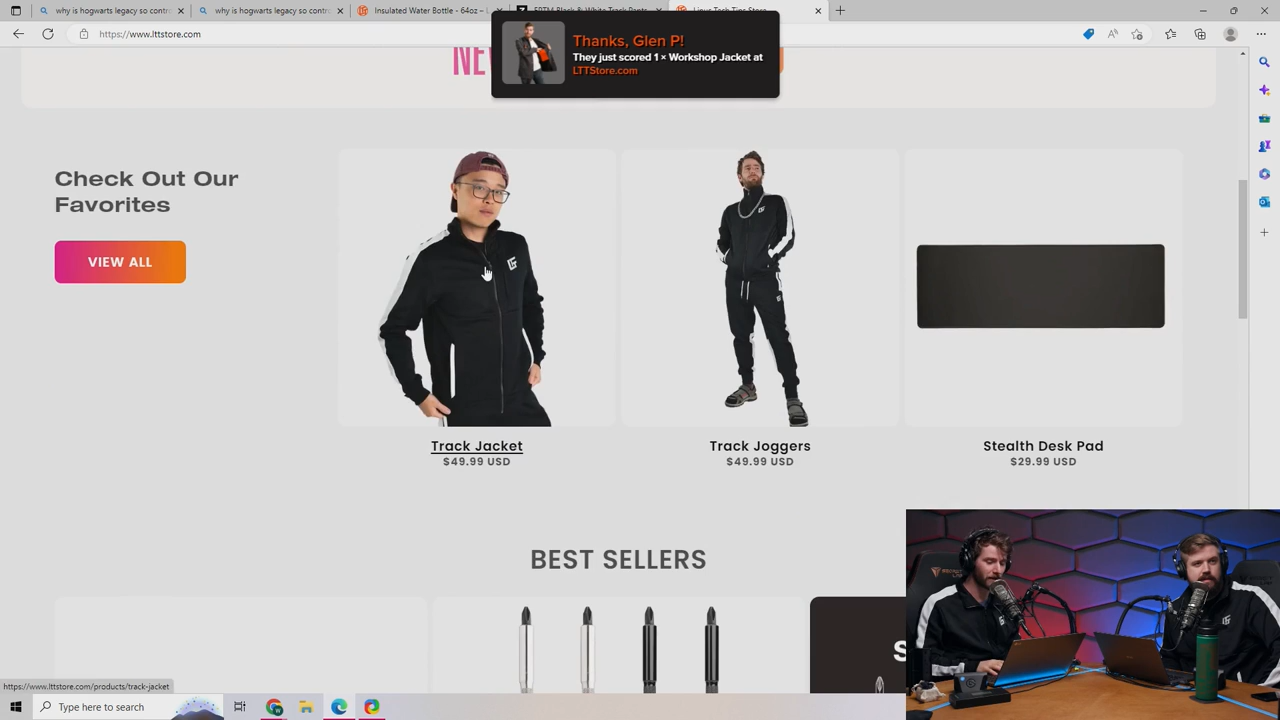 why is hogwarts legacy so contr
why is hogwarts legacy so contr
Insulated Water Bottle - 64oz – L
https://www.lttstore.com
Thanks, Glen P!
They just scored 1 × Workshop Jacket at
LTTStore.com
NE
Check Out Our
Favorites
VIEW ALL
Track Jacket
$49.99 USD
Track Joggers
$49.99 USD
Stealth Desk Pad
$29.99 USD
BEST SELLERS
S
https://www.lttstore.com/products/track-jacket
Type here to search